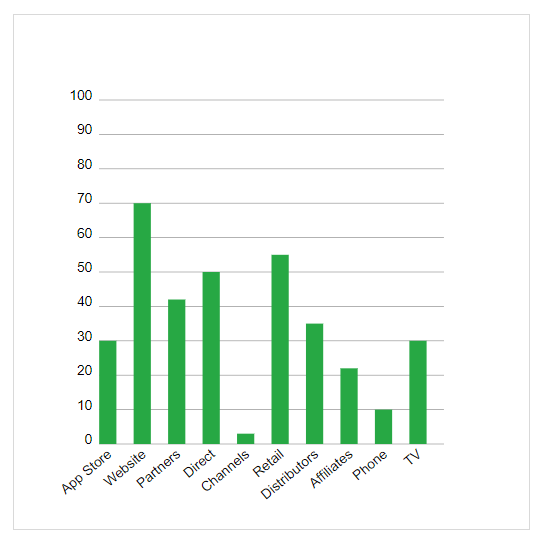 100
90
80
70
60
50
40
30
20
10
0
App Store
Website
Partners
Direct
Channels
Retail
Distributors
Affiliates
Phone
TV